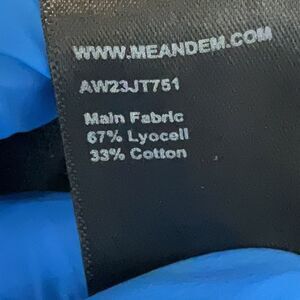 WWW.MEANDEM.COM
AW23JT751
Main Fabric
67% Lyocell
33% Cotton